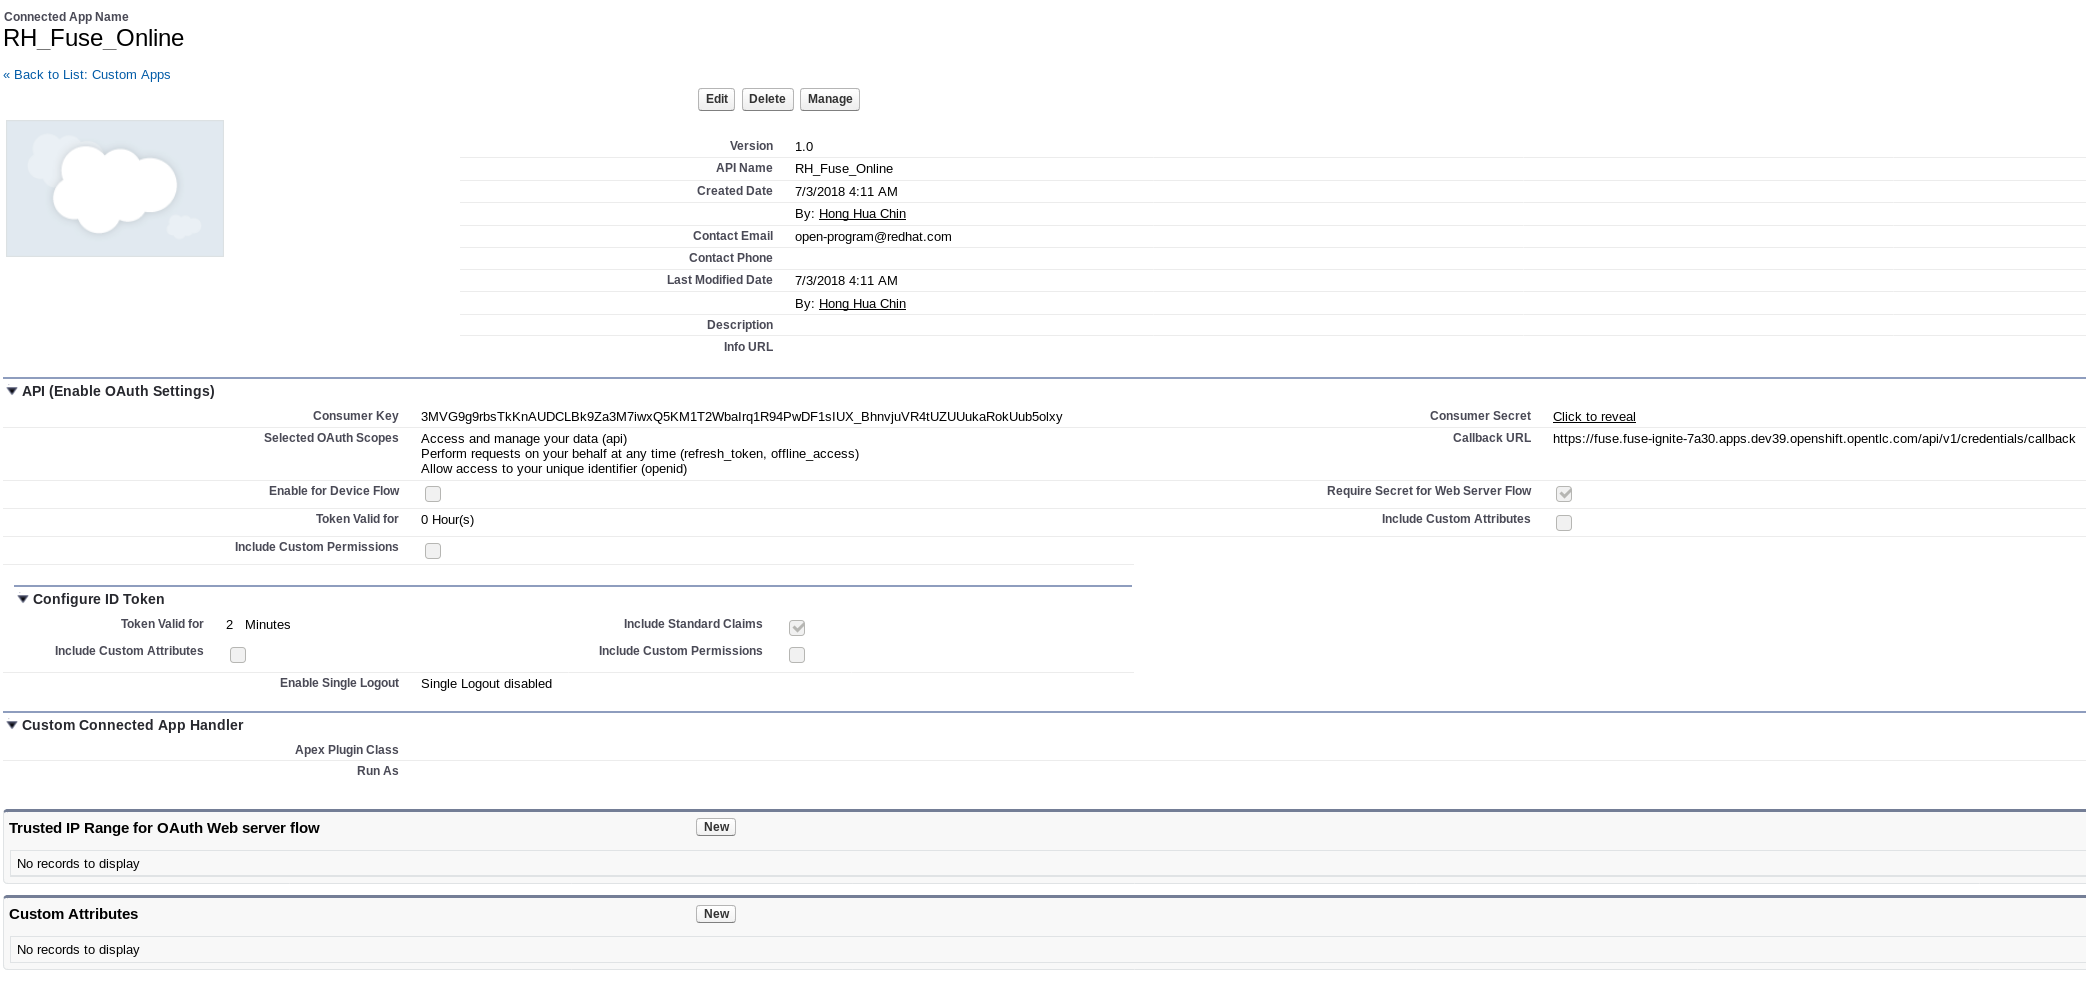 Connected App Name
RH_Fuse_Online
« Back to List: Custom Apps
Edit Delete Manage
Version 1.0
API Name RH_Fuse_Online
Created Date 7/3/2018 4:11 AM
By: Hong Hua Chin
Contact Email open-program@redhat.com
Contact Phone
Last Modified Date 7/3/2018 4:11 AM
By: Hong Hua Chin
Description
Info URL
API (Enable OAuth Settings)
Consumer Key 3MVG9g9rbsTkKnAUDCLBk9Za3M7iwxQ5KM1T2WbaIrq1R94PwDF1sIUX_BhnvjuVR4tUZUUukaRokUub5olxy Consumer Secret Click to reveal
Selected OAuth Scopes Access and manage your data (api) Callback URL https://fuse.fuse-ignite-7a30.apps.dev39.openshift.opentlc.com/api/v1/credentials/callback
Perform requests on your behalf at any time (refresh_token, offline_access)
Allow access to your unique identifier (openid)
Enable for Device Flow Require Secret for Web Server Flow
Token Valid for 0 Hour(s) Include Custom Attributes
Include Custom Permissions
Configure ID Token
Token Valid for 2 Minutes Include Standard Claims
Include Custom Attributes Include Custom Permissions
Enable Single Logout Single Logout disabled
Custom Connected App Handler
Apex Plugin Class
Run As
Trusted IP Range for OAuth Web server flow New
No records to display
Custom Attributes New
No records to display